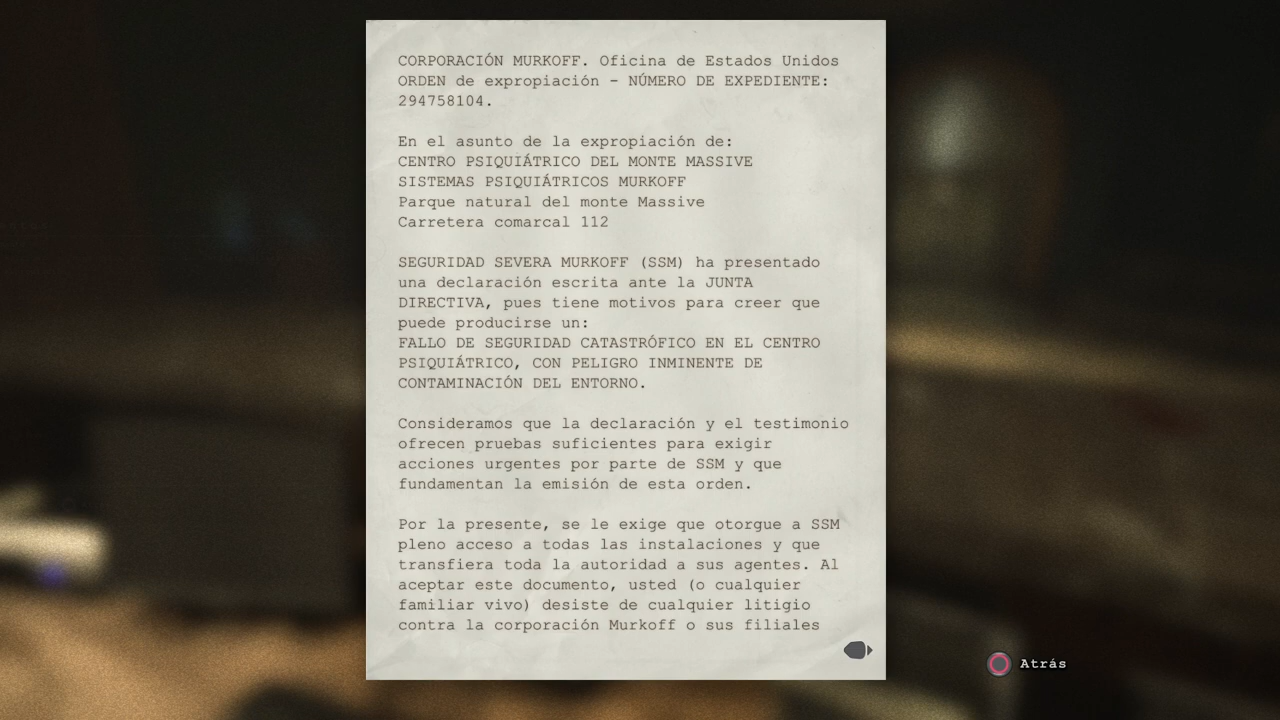 CORPORACIÓN MURKOFF. Oficina de Estados Unidos
ORDEN de expropiación - NÚMERO DE EXPEDIENTE:
294758104.
En el asunto de la expropiación de:
CENTRO PSIQUIÁTRICO DEL MONTE MASSIVE
SISTEMAS PSIQUIÁTRICOS MURKOFF
Parque natural del monte Massive
Carretera comarcal 112
SEGURIDAD SEVERA MURKOFF (SSM) ha presentado
una declaración escrita ante la JUNTA
DIRECTIVA, pues tiene motivos para creer que
puede producirse un:
FALLO DE SEGURIDAD CATASTRÓFICO EN EL CENTRO
PSIQUIÁTRICO, CON PELIGRO INMINENTE DE
CONTAMINACIÓN DEL ENTORNO.
Consideramos que la declaración y el testimonio
ofrecen pruebas suficientes para exigir
acciones urgentes por parte de SSM y que
fundamentan la emisión de esta orden.
Por la presente, se le exige que otorgue a SSM
pleno acceso a todas las instalaciones y que
transfiera toda la autoridad a sus agentes. Al
aceptar este documento, usted (o cualquier
familiar vivo) desiste de cualquier litigio
contra la corporación Murkoff o sus filiales
Atrás